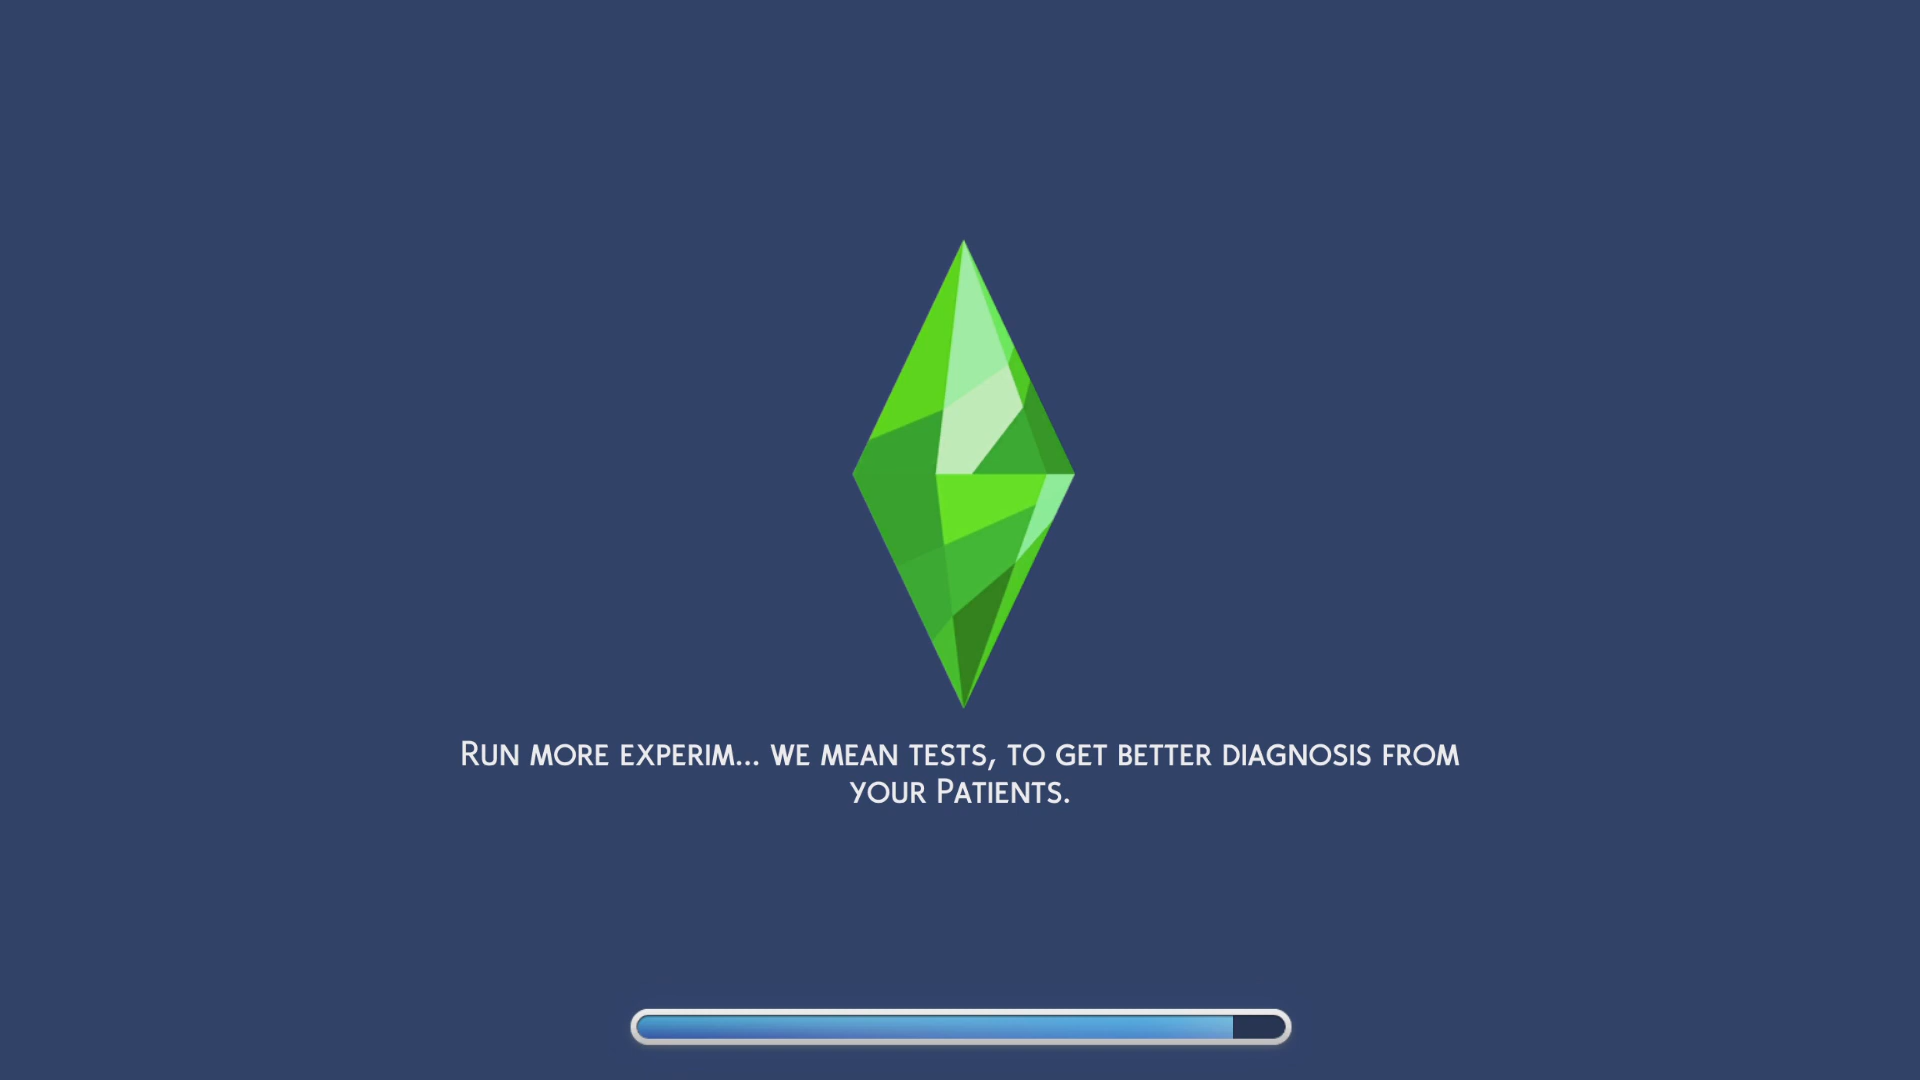 Run more experim... we mean tests, to get better diagnosis from
your Patients.